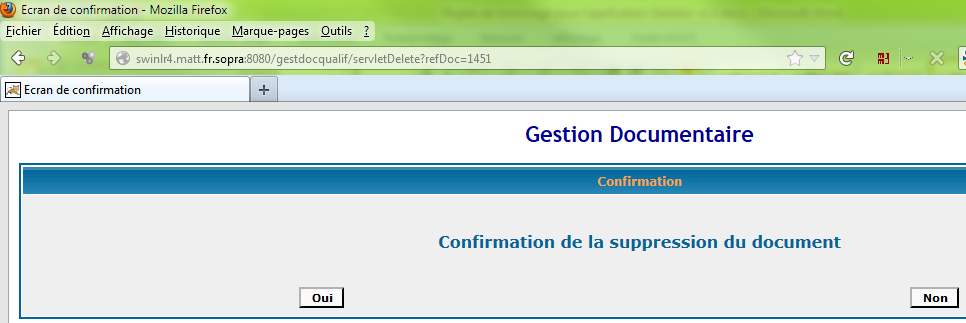 Ecran de confirmation - Mozilla Firefox
Fichier Édition Affichage Historique Marque-pages Outils ?
swinlr4.matt.fr.sopra:8080/gestdocqualif/servletDelete?refDoc=1451
Ecran de confirmation +
Gestion Documentaire
Confirmation
Confirmation de la suppression du document
Oui Non